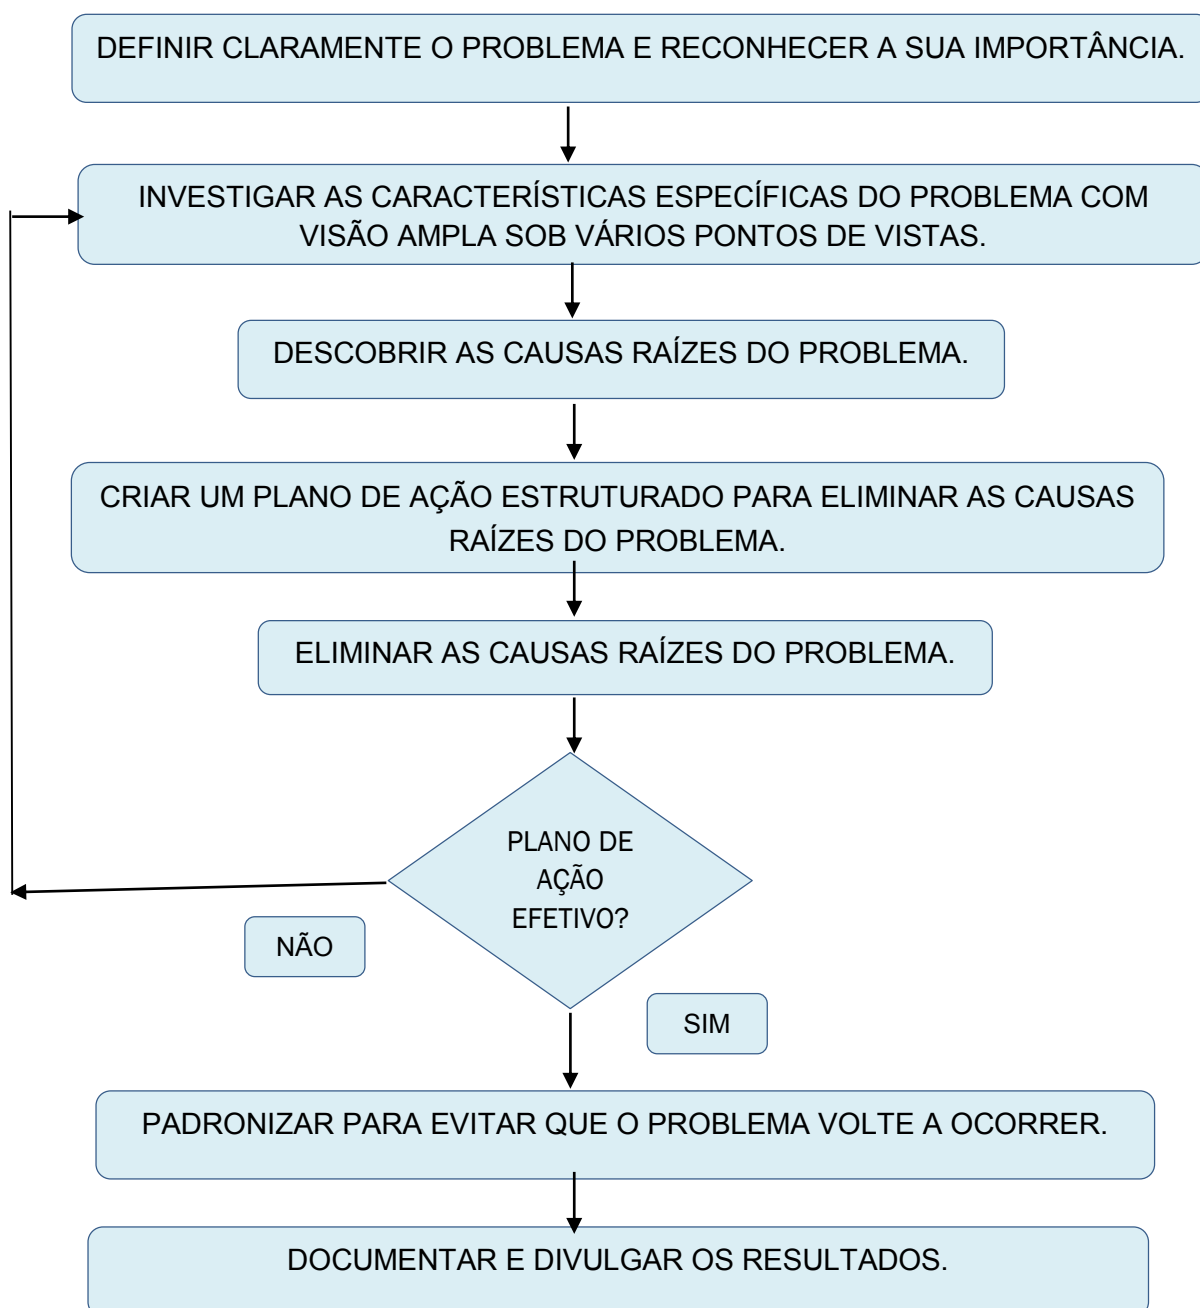 DEFINIR CLARAMENTE O PROBLEMA E RECONHECER A SUA IMPORTÂNCIA.
INVESTIGAR AS CARACTERÍSTICAS ESPECÍFICAS DO PROBLEMA COM
VISÃO AMPLA SOB VÁRIOS PONTOS DE VISTAS.
DESCOBRIR AS CAUSAS RAÍZES DO PROBLEMA.
CRIAR UM PLANO DE AÇÃO ESTRUTURADO PARA ELIMINAR AS CAUSAS
RAÍZES DO PROBLEMA.
ELIMINAR AS CAUSAS RAÍZES DO PROBLEMA.
PLANO DE
AÇÃO
EFETIVO?
NÃO
SIM
PADRONIZAR PARA EVITAR QUE O PROBLEMA VOLTE A OCORRER.
DOCUMENTAR E DIVULGAR OS RESULTADOS.